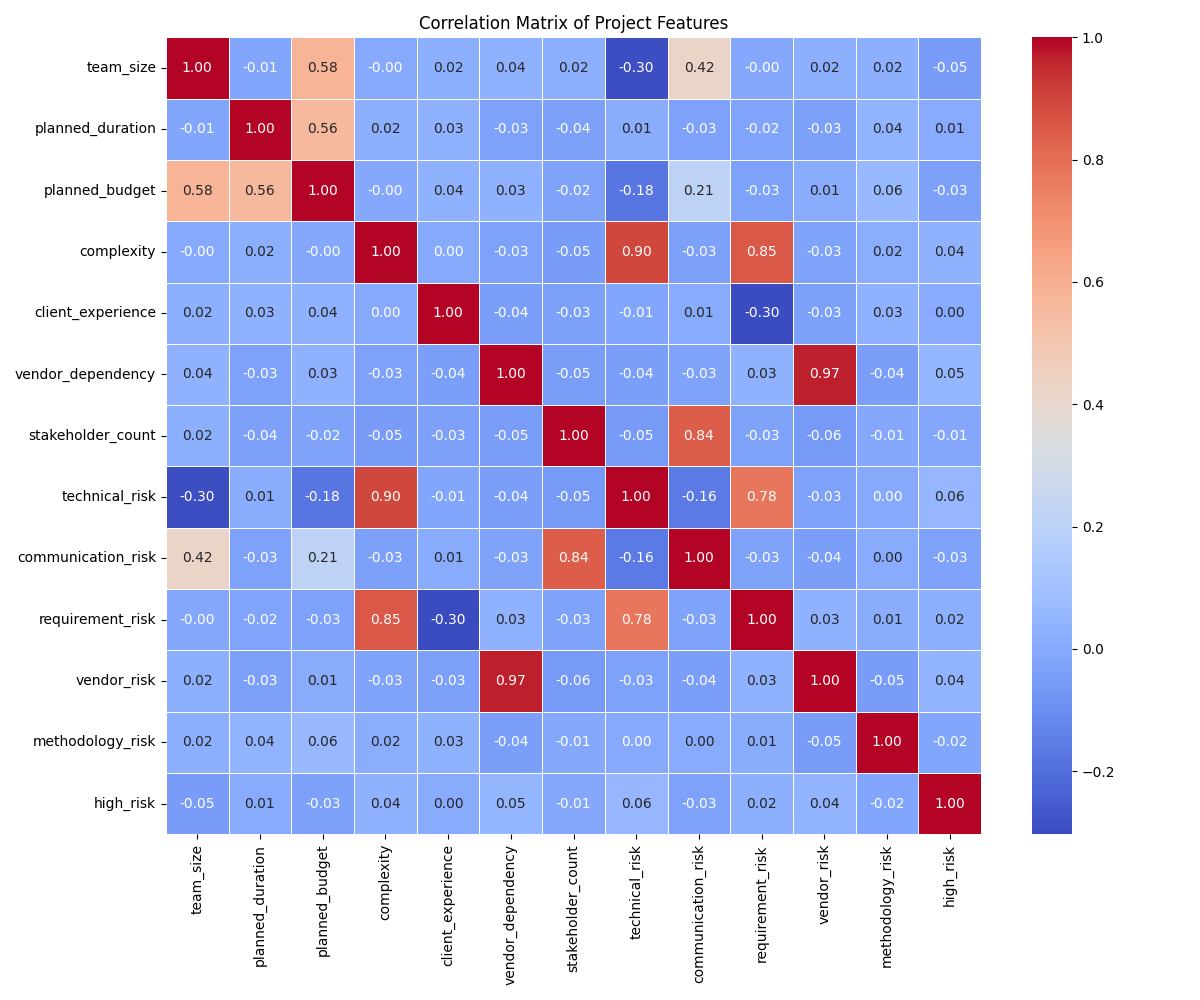 Correlation Matrix of Project Features
team_size 1.00 -0.01 0.58 -0.00 0.02 0.04 0.02 -0.30 0.42 -0.00 0.02 0.02 -0.05
planned_duration -0.01 1.00 0.56 0.02 0.03 -0.03 -0.04 0.01 -0.03 -0.02 -0.03 0.04 0.01
planned_budget 0.58 0.56 1.00 -0.00 0.04 0.03 -0.02 -0.18 0.21 -0.03 0.01 0.06 -0.03
complexity -0.00 0.02 -0.00 1.00 0.00 -0.03 -0.05 0.90 -0.03 0.85 -0.03 0.02 0.04
client_experience 0.02 0.03 0.04 0.00 1.00 -0.04 -0.03 -0.01 0.01 -0.30 -0.03 0.03 0.00
vendor_dependency 0.04 -0.03 0.03 -0.03 -0.04 1.00 -0.05 -0.04 -0.03 0.03 0.97 -0.04 0.05
stakeholder_count 0.02 -0.04 -0.02 -0.05 -0.03 -0.05 1.00 -0.05 0.84 -0.03 -0.06 -0.01 -0.01
technical_risk -0.30 0.01 -0.18 0.90 -0.01 -0.04 -0.05 1.00 -0.16 0.78 -0.03 0.00 0.06
communication_risk 0.42 -0.03 0.21 -0.03 0.01 -0.03 0.84 -0.16 1.00 -0.03 -0.04 0.00 -0.03
requirement_risk -0.00 -0.02 -0.03 0.85 -0.30 0.03 -0.03 0.78 -0.03 1.00 0.03 0.01 0.02
vendor_risk 0.02 -0.03 0.01 -0.03 -0.03 0.97 -0.06 -0.03 -0.04 0.03 1.00 -0.05 0.04
methodology_risk 0.02 0.04 0.06 0.02 0.03 -0.04 -0.01 0.00 0.00 0.01 -0.05 1.00 -0.02
high_risk -0.05 0.01 -0.03 0.04 0.00 0.05 -0.01 0.06 -0.03 0.02 0.04 -0.02 1.00
team_size
planned_duration
planned_budget
complexity
client_experience
vendor_dependency
stakeholder_count
technical_risk
communication_risk
requirement_risk
vendor_risk
methodology_risk
high_risk
1.0
0.8
0.6
0.4
0.2
0.0
−0.2